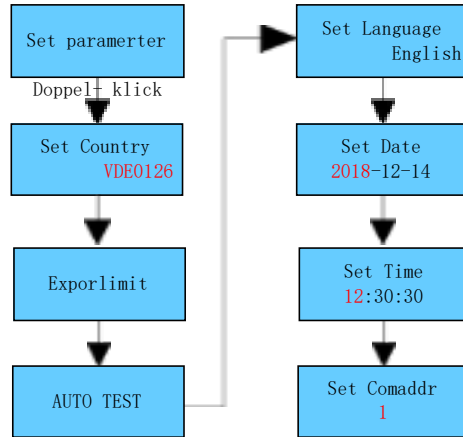 Set paramerter
Doppel- klick
Set Country
VDE0126
Exporlimit
AUTO TEST
Set Language
English
Set Date
2018-12-14
Set Time
12:30:30
Set Comaddr
1